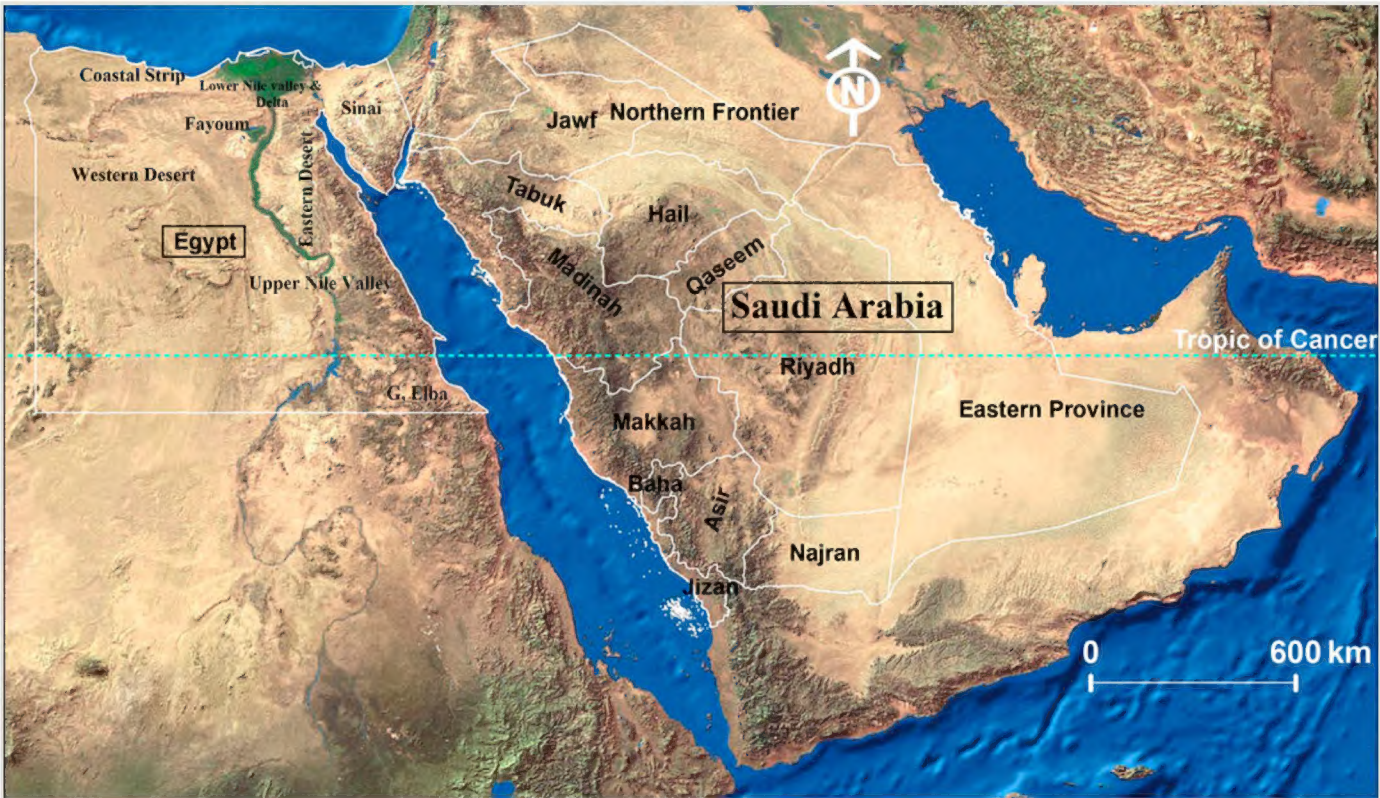 Coastal Strip
Lower Nile valley &
Delta
Sinai
Fayoum
Western Desert
Eastern Desert
Egypt
Upper Nile Valley
G. Elba
N
Jawf
Northern Frontier
Tabuk
Hail
Madinah
Qaseem
Saudi Arabia
Tropic of Cancer
Riyadh
Makkah
Eastern Province
Baha
Asir
Najran
Jizan
0
600 km